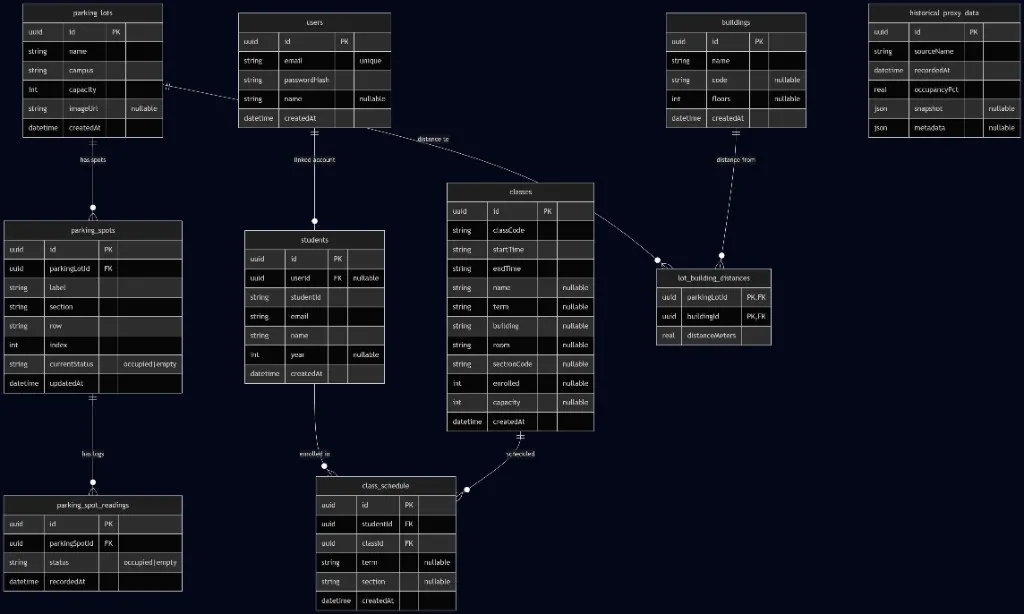 parking_lots
uuid id PK
string name
string campus
int capacity
string imageUrl nullable
datetime createdAt
users
uuid id PK
string email unique
string passwordHash
string name nullable
datetime createdAt
buildings
uuid id PK
string name
string code nullable
int floors nullable
datetime createdAt
historical_proxy_data
uuid id PK
string sourceName
datetime recordedAt
real occupancyPct
json snapshot nullable
json metadata nullable
has spots
linked account
distance to
distance from
parking_spots
uuid id PK
uuid parkingLotId FK
string label
string section
string row
int index
string currentStatus occupied|empty
datetime updatedAt
students
uuid id PK
uuid userId FK nullable
string studentId
string email
string name
int year nullable
datetime createdAt
classes
uuid id PK
string classCode
string startTime
string endTime
string name nullable
string term nullable
string building nullable
string room nullable
string sectionCode nullable
int enrolled nullable
int capacity nullable
datetime createdAt
lot_building_distances
uuid parkingLotId PK,FK
uuid buildingId PK,FK
real distanceMeters
has logs
enrolled in
scheduled
parking_spot_readings
uuid id PK
uuid parkingSpotId FK
string status occupied|empty
datetime recordedAt
class_schedule
uuid id PK
uuid studentId FK
uuid classId FK
string term nullable
string section nullable
datetime createdAt